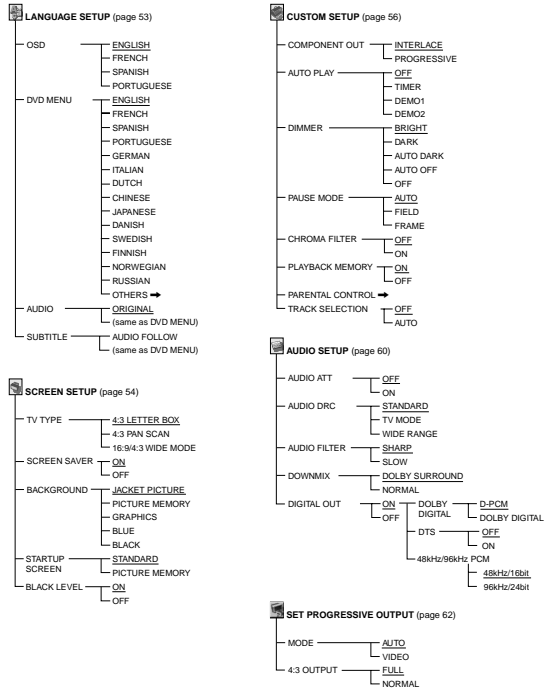 LANGUAGE SETUP (page 53)
OSD ENGLISH
FRENCH
SPANISH
PORTUGUESE
DVD MENU ENGLISH
FRENCH
SPANISH
PORTUGUESE
GERMAN
ITALIAN
DUTCH
CHINESE
JAPANESE
DANISH
SWEDISH
FINNISH
NORWEGIAN
RUSSIAN
OTHERS ➡
AUDIO ORIGINAL
(same as DVD MENU)
SUBTITLE AUDIO FOLLOW
(same as DVD MENU)
SCREEN SETUP (page 54)
TV TYPE 4:3 LETTER BOX
4:3 PAN SCAN
16:9/4:3 WIDE MODE
SCREEN SAVER ON
OFF
BACKGROUND JACKET PICTURE
PICTURE MEMORY
GRAPHICS
BLUE
BLACK
STARTUP STANDARD
SCREEN PICTURE MEMORY
BLACK LEVEL ON
OFF
CUSTOM SETUP (page 56)
COMPONENT OUT INTERLACE
PROGRESSIVE
AUTO PLAY OFF
TIMER
DEMO1
DEMO2
DIMMER BRIGHT
DARK
AUTO DARK
AUTO OFF
OFF
PAUSE MODE AUTO
FIELD
FRAME
CHROMA FILTER OFF
ON
PLAYBACK MEMORY ON
OFF
PARENTAL CONTROL ➡
TRACK SELECTION OFF
AUTO
AUDIO SETUP (page 60)
AUDIO ATT OFF
ON
AUDIO DRC STANDARD
TV MODE
WIDE RANGE
AUDIO FILTER SHARP
SLOW
DOWNMIX DOLBY SURROUND
NORMAL
DIGITAL OUT ON DOLBY D-PCM
OFF DIGITAL DOLBY DIGITAL
DTS OFF
ON
48kHz/96kHz PCM
48kHz/16bit
96kHz/24bit
SET PROGRESSIVE OUTPUT (page 62)
MODE AUTO
VIDEO
4:3 OUTPUT FULL
NORMAL